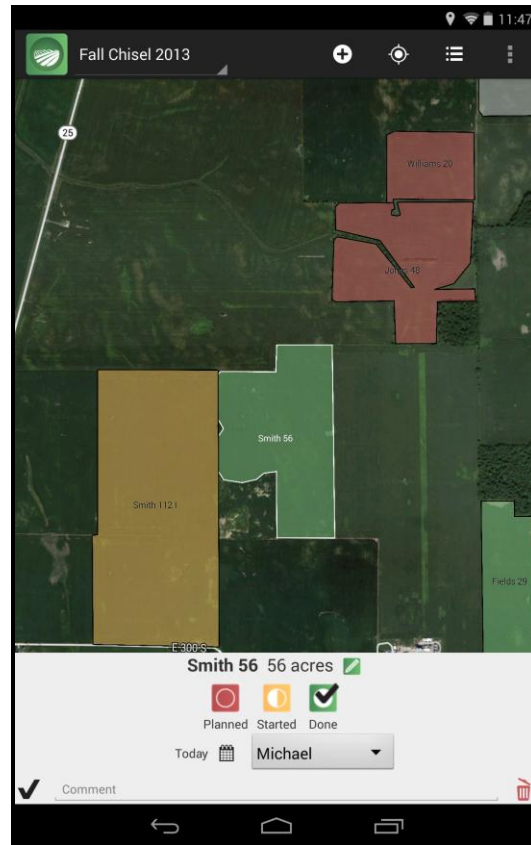 11:47
Fall Chisel 2013
25
Williams 20
Jones 48
Smith 56
Smith 112 I
Fields 29
E 300 S
Smith 56 56 acres
Planned Started Done
Today Michael
Comment